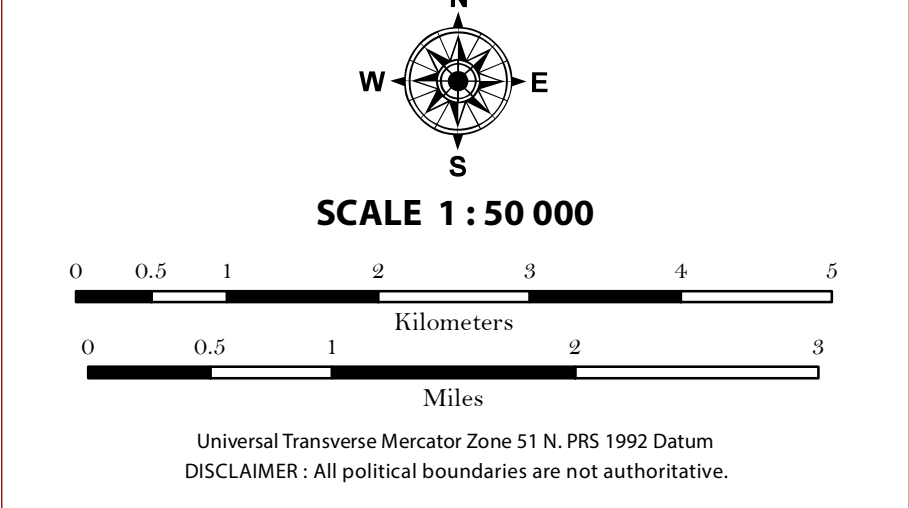 N
W E
S
SCALE 1 : 50 000
0 0.5 1 2 3 4 5
Kilometers
0 0.5 1 2 3
Miles
Universal Transverse Mercator Zone 51 N. PRS 1992 Datum
DISCLAIMER : All political boundaries are not authoritative.